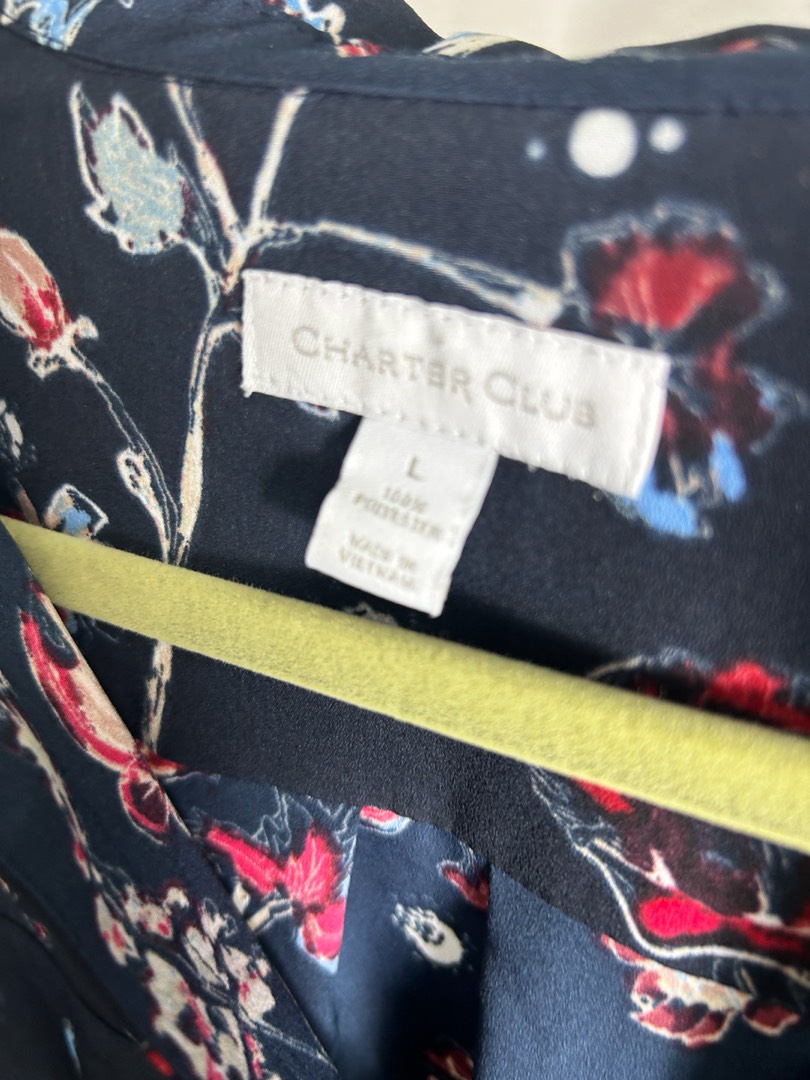 CHARTER CLUB
L
100%
POLYESTER
MADE IN
VIETNAM